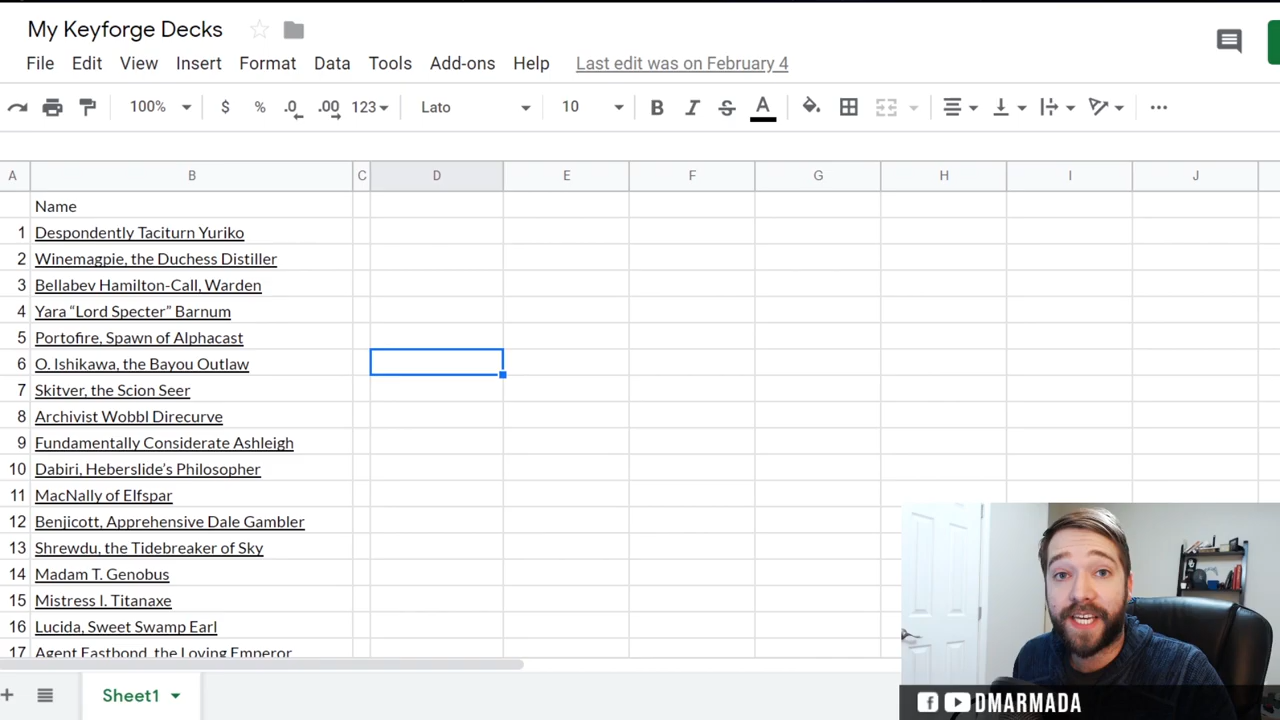 My Keyforge Decks
File Edit View Insert Format Data Tools Add-ons Help Last edit was on February 4
100% $ % .0 .00 123 Lato 10 B I S A
A B C D E F G H I J
Name
1 Despondently Taciturn Yuriko
2 Winemagpie, the Duchess Distiller
3 Bellabev Hamilton-Call, Warden
4 Yara “Lord Specter” Barnum
5 Portofire, Spawn of Alphacast
6 O. Ishikawa, the Bayou Outlaw
7 Skitver, the Scion Seer
8 Archivist Wobbl Direcurve
9 Fundamentally Considerate Ashleigh
10 Dabiri, Heberslide’s Philosopher
11 MacNally of Elfspar
12 Benjicott, Apprehensive Dale Gambler
13 Shrewdu, the Tidebreaker of Sky
14 Madam T. Genobus
15 Mistress I. Titanaxe
16 Lucida, Sweet Swamp Earl
17 Agent Eastbond, the Loving Emperor
Sheet1
DMARMADA